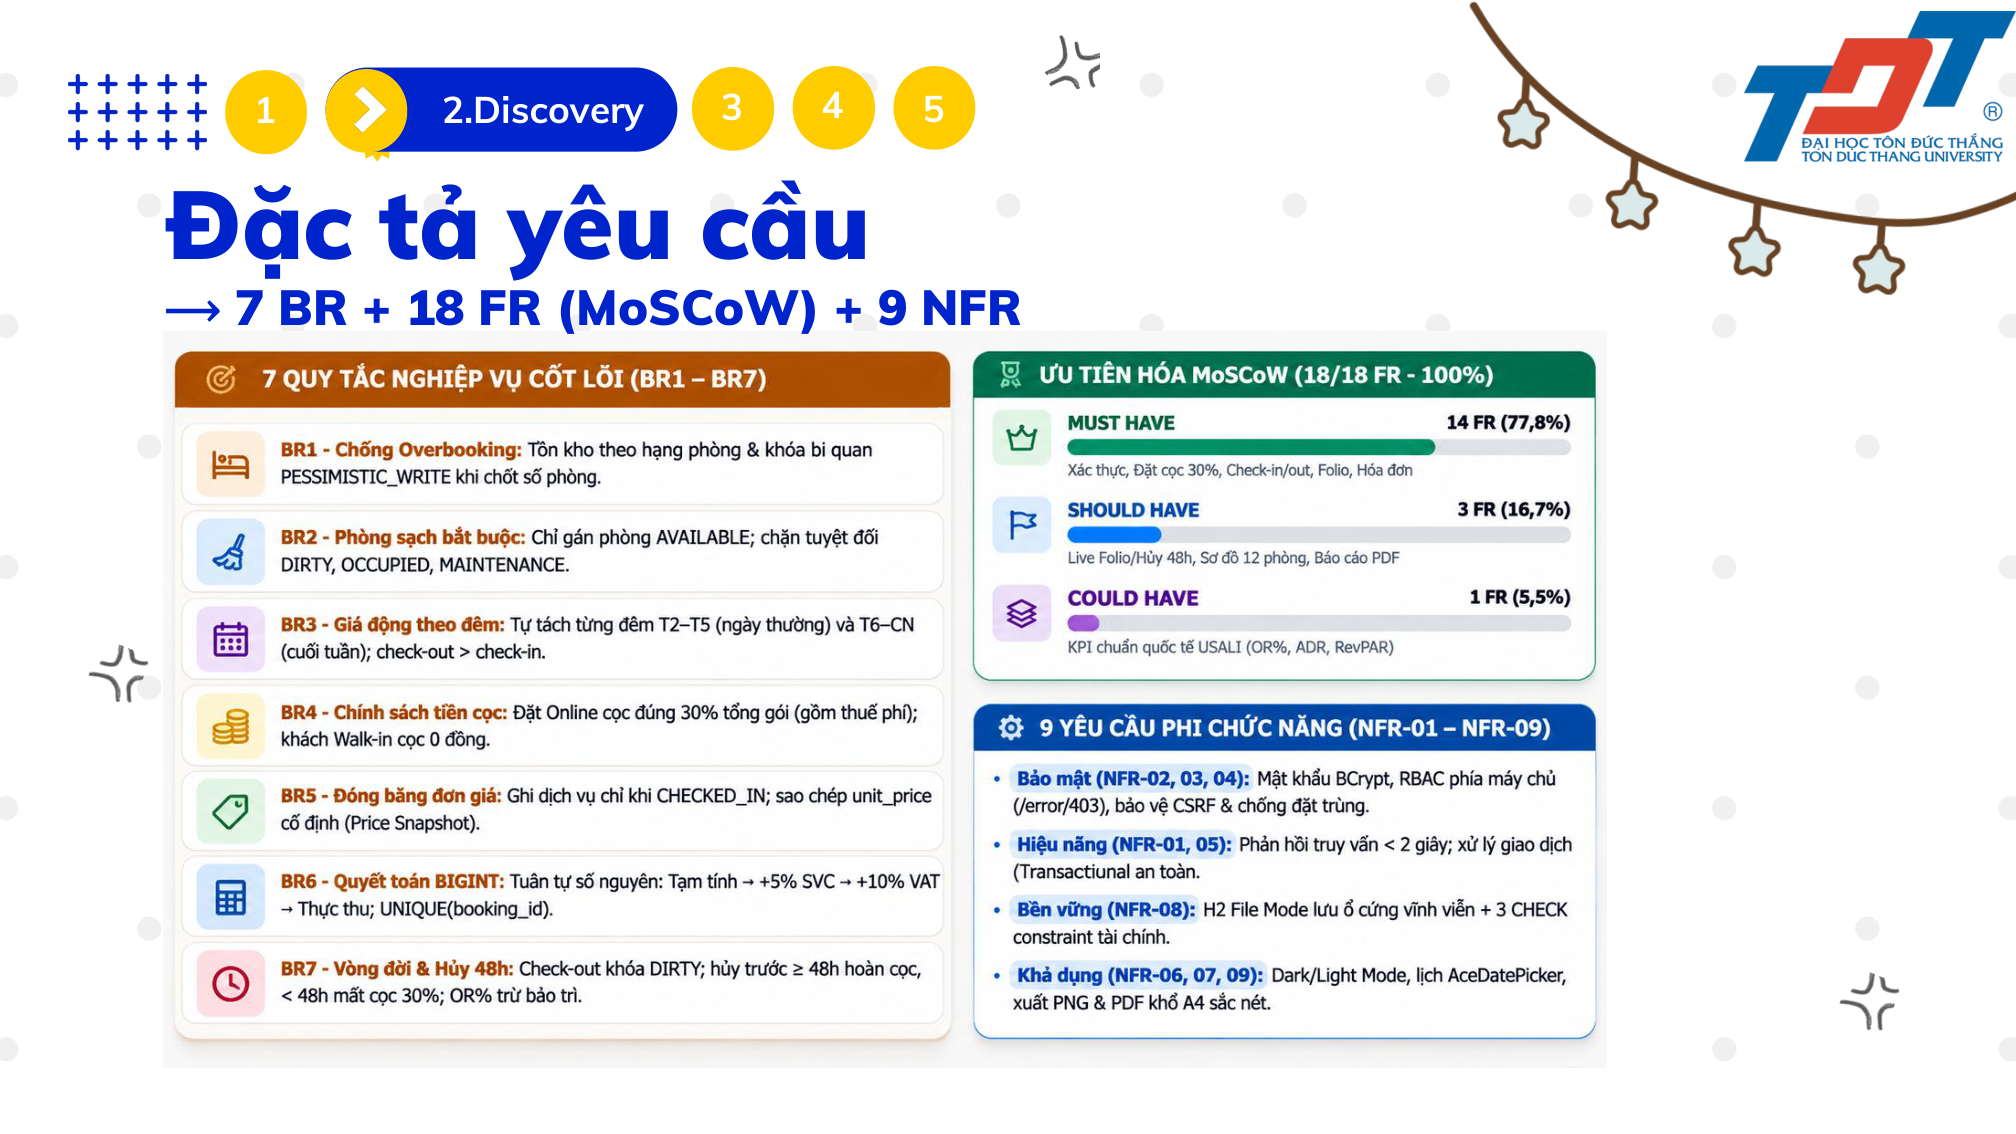 1
2.Discovery
3
4
5
ĐẠI HỌC TÔN ĐỨC THẮNG
TON DUC THANG UNIVERSITY
®
Đặc tả yêu cầu
→ 7 BR + 18 FR (MoSCoW) + 9 NFR
7 QUY TẮC NGHIỆP VỤ CỐT LÕI (BR1 – BR7)
BR1 - Chống Overbooking: Tồn kho theo hạng phòng & khóa bi quan
PESSIMISTIC_WRITE khi chốt số phòng.
BR2 - Phòng sạch bắt buộc: Chỉ gán phòng AVAILABLE; chặn tuyệt đối
DIRTY, OCCUPIED, MAINTENANCE.
BR3 - Giá động theo đêm: Tự tách từng đêm T2–T5 (ngày thường) và T6–CN
(cuối tuần); check-out > check-in.
BR4 - Chính sách tiền cọc: Đặt Online cọc đúng 30% tổng gói (gồm thuế phí);
khách Walk-in cọc 0 đồng.
BR5 - Đóng băng đơn giá: Ghi dịch vụ chỉ khi CHECKED_IN; sao chép unit_price
cố định (Price Snapshot).
BR6 - Quyết toán BIGINT: Tuân tự số nguyên: Tạm tính → +5% SVC → +10% VAT
→ Thực thu; UNIQUE(booking_id).
BR7 - Vòng đời & Hủy 48h: Check-out khóa DIRTY; hủy trước ≥ 48h hoàn cọc,
< 48h mất cọc 30%; OR% trừ bảo trì.
ƯU TIÊN HÓA MoSCoW (18/18 FR - 100%)
MUST HAVE 14 FR (77,8%)
Xác thực, Đặt cọc 30%, Check-in/out, Folio, Hóa đơn
SHOULD HAVE 3 FR (16,7%)
Live Folio/Hủy 48h, Sơ đồ 12 phòng, Báo cáo PDF
COULD HAVE 1 FR (5,5%)
KPI chuẩn quốc tế USALI (OR%, ADR, RevPAR)
9 YÊU CẦU PHI CHỨC NĂNG (NFR-01 – NFR-09)
• Bảo mật (NFR-02, 03, 04): Mật khẩu BCrypt, RBAC phía máy chủ
(/error/403), bảo vệ CSRF & chống đặt trùng.
• Hiệu năng (NFR-01, 05): Phản hồi truy vấn < 2 giây; xử lý giao dịch
(Transactiunal an toàn.
• Bền vững (NFR-08): H2 File Mode lưu ổ cứng vĩnh viễn + 3 CHECK
constraint tài chính.
• Khả dụng (NFR-06, 07, 09): Dark/Light Mode, lịch AceDatePicker,
xuất PNG & PDF khổ A4 sắc nét.